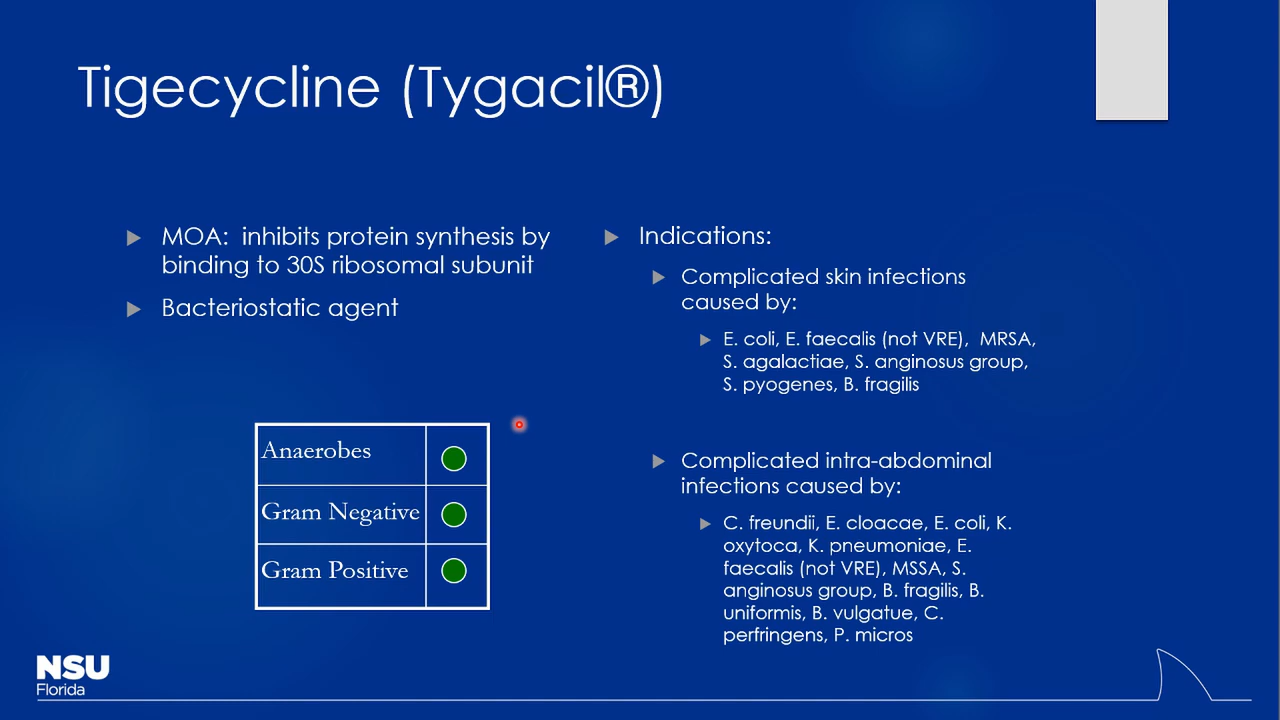 Tigecycline (Tygacil®)
MOA:  inhibits protein synthesis by
binding to 30S ribosomal subunit
Bacteriostatic agent
Anaerobes
Gram Negative
Gram Positive
Indications:
Complicated skin infections
caused by:
E. coli, E. faecalis (not VRE),  MRSA,
S. agalactiae, S. anginosus group,
S. pyogenes, B. fragilis
Complicated intra-abdominal
infections caused by:
C. freundii, E. cloacae, E. coli, K.
oxytoca, K. pneumoniae, E.
faecalis (not VRE), MSSA, S.
anginosus group, B. fragilis, B.
uniformis, B. vulgatue, C.
perfringens, P. micros
NSU
Florida